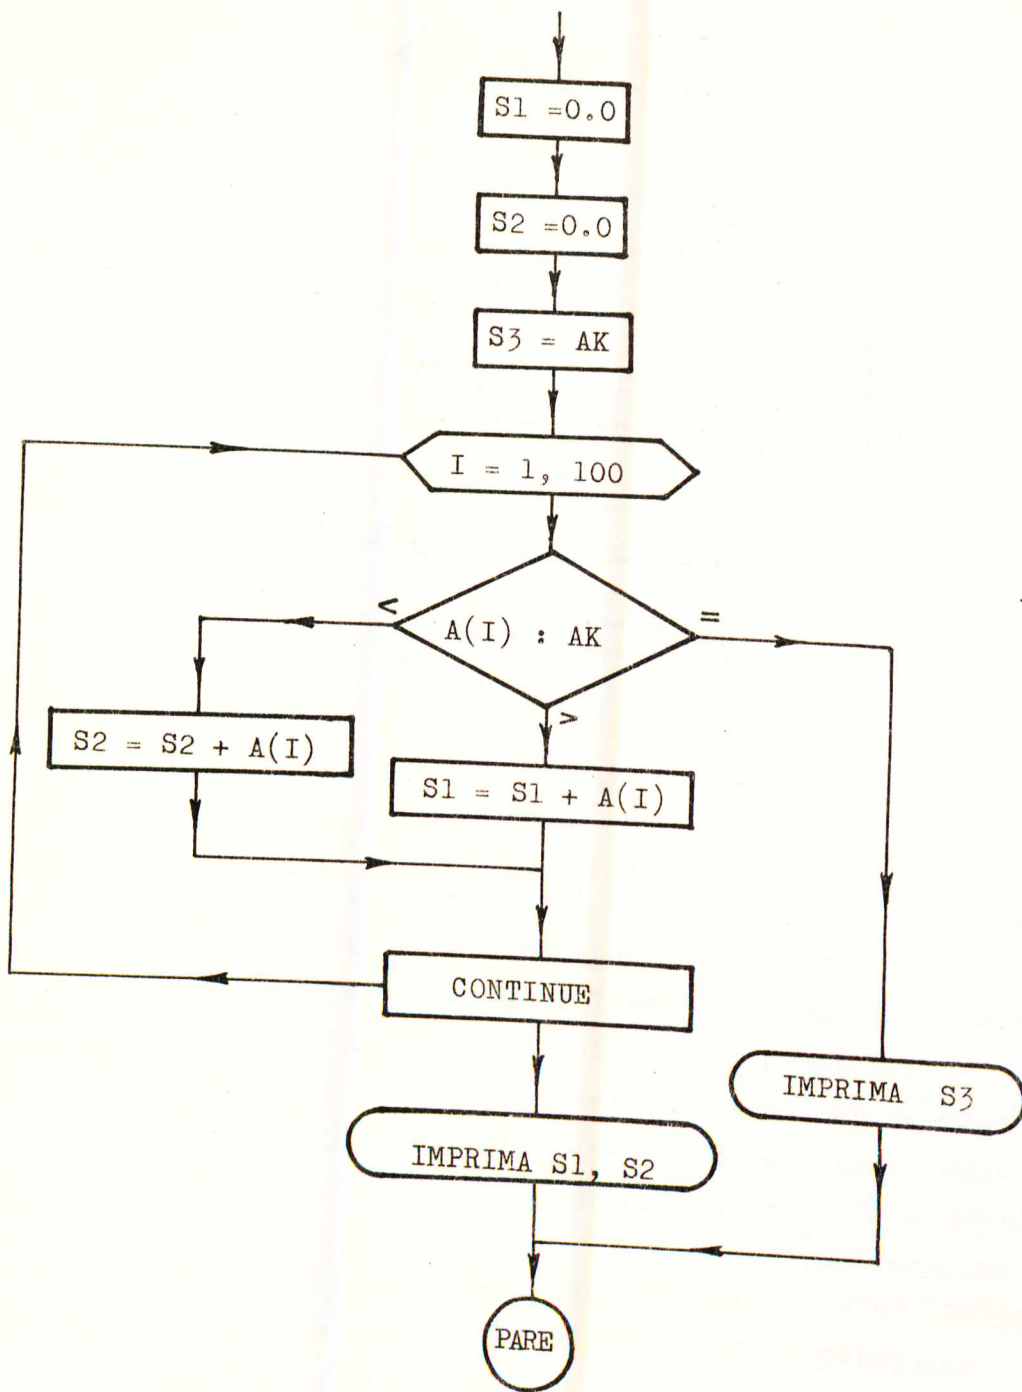 S1 =0.0
S2 =0.0
S3 = AK
I = 1, 100
<
A(I) : AK
=
>
S2 = S2 + A(I)
S1 = S1 + A(I)
CONTINUE
IMPRIMA S3
IMPRIMA S1, S2
PARE